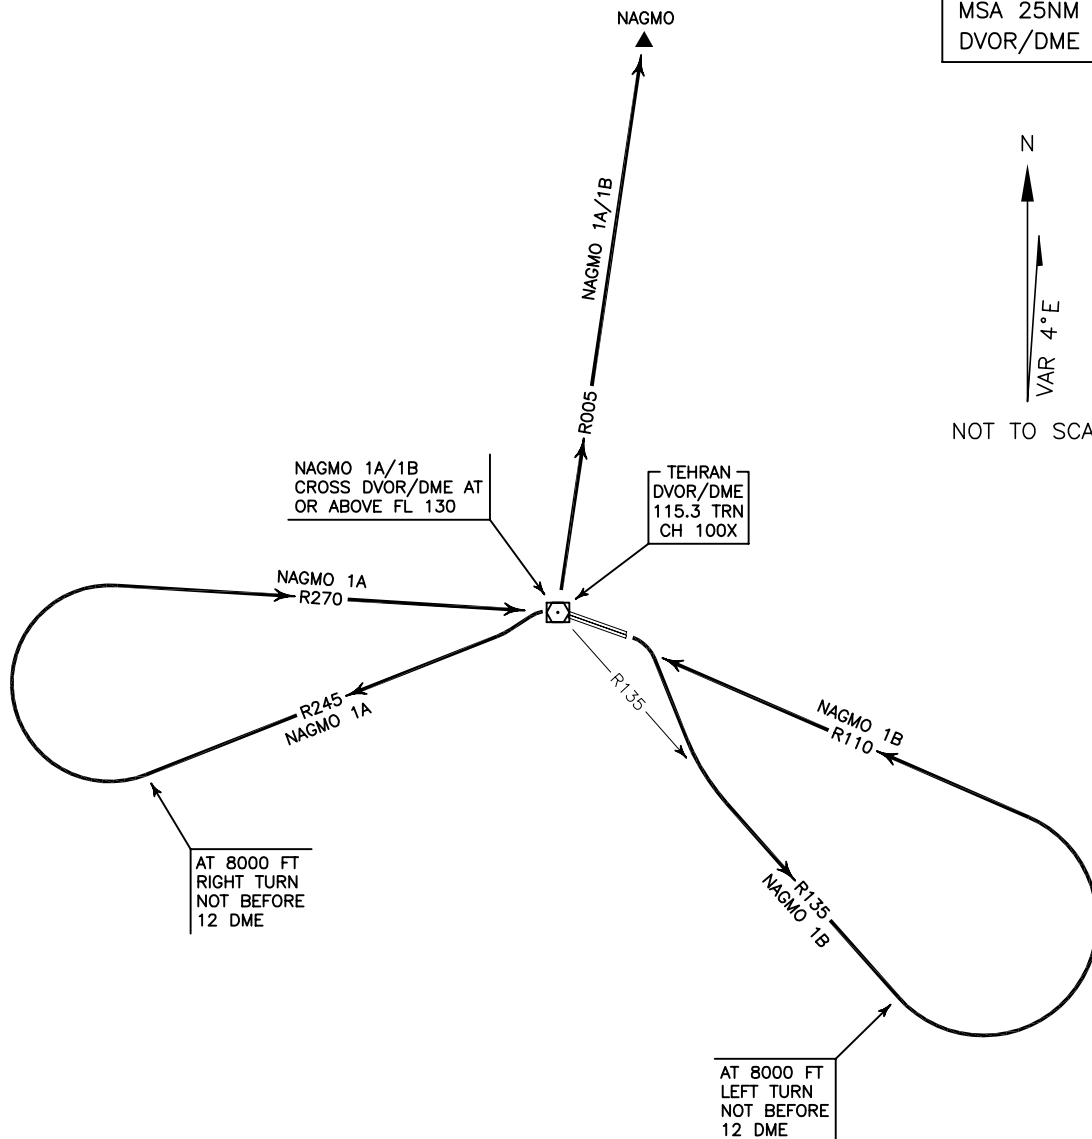 NAGMO
MSA 25NM
DVOR/DME
N
VAR 4°E
NOT TO SCA
NAGMO 1A/1B
R005
NAGMO 1A/1B
CROSS DVOR/DME AT
OR ABOVE FL 130
TEHRAN
DVOR/DME
115.3 TRN
CH 100X
NAGMO 1A
R270
R245
NAGMO 1A
R135
NAGMO 1B
R110
AT 8000 FT
RIGHT TURN
NOT BEFORE
12 DME
R135
NAGMO 1B
AT 8000 FT
LEFT TURN
NOT BEFORE
12 DME